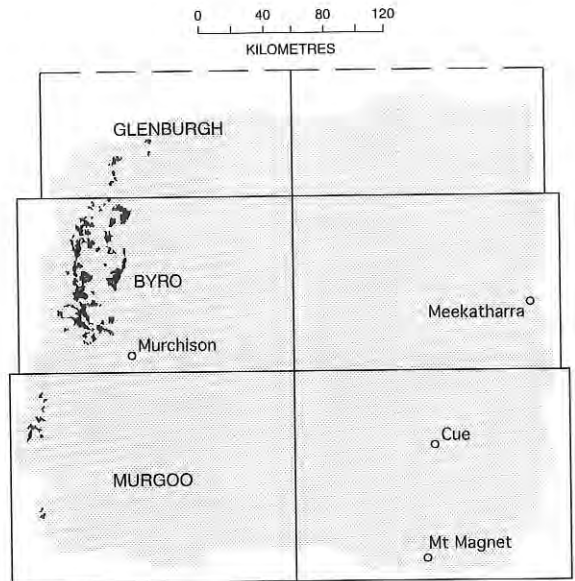 0 40 80 120
KILOMETRES
GLENBURGH
BYRO
Meekatharra
Murchison
Cue
MURGOO
Mt Magnet